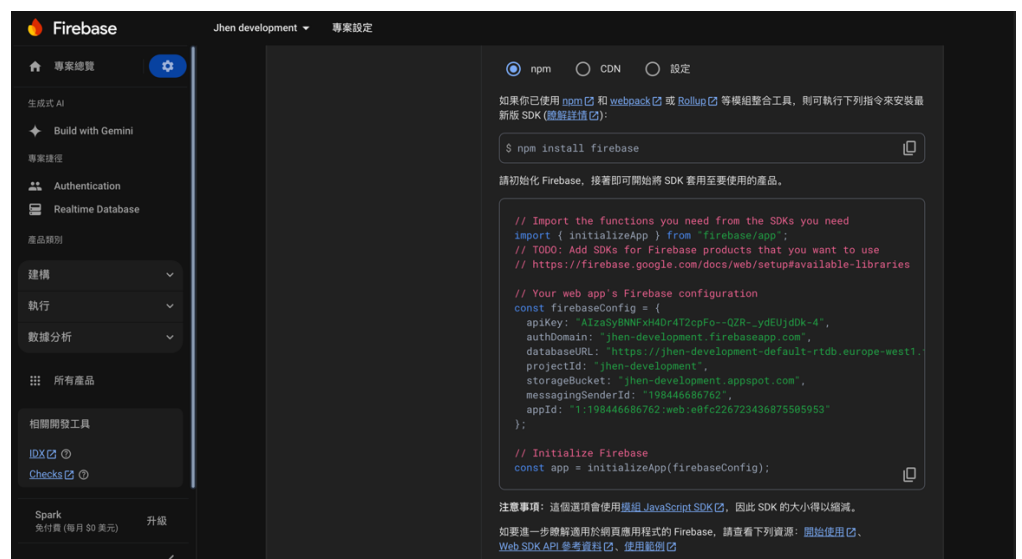 Firebase
Jhen development
專案設定
專案總覽
生成式 AI
Build with Gemini
專案捷徑
Authentication
Realtime Database
產品類別
建構
執行
數據分析
所有產品
相關開發工具
IDX
Checks
Spark
免付費 (每月 $0 美元)
升級
npm
CDN
設定
如果你已使用 npm 和 webpack 或 Rollup 等模組整合工具，則可執行下列指令來安裝最
新版 SDK (瞭解詳情)：
$ npm install firebase
請初始化 Firebase，接著即可開始將 SDK 套用至要使用的產品。
// Import the functions you need from the SDKs you need
import { initializeApp } from "firebase/app";
// TODO: Add SDKs for Firebase products that you want to use
// https://firebase.google.com/docs/web/setup#available-libraries
// Your web app's Firebase configuration
const firebaseConfig = {
apiKey: "AIzaSyBNNFxH4Dr4T2cpFo--QZR-_ydEUjdDk-4",
authDomain: "jhen-development.firebaseapp.com",
databaseURL: "https://jhen-development-default-rtdb.europe-west1.
projectId: "jhen-development",
storageBucket: "jhen-development.appspot.com",
messagingSenderId: "198446686762",
appId: "1:198446686762:web:e0fc226723436875505953"
};
// Initialize Firebase
const app = initializeApp(firebaseConfig);
注意事項：這個選項會使用模組 JavaScript SDK，因此 SDK 的大小得以縮減。
如要進一步瞭解適用於網頁應用程式的 Firebase，請查看下列資源：開始使用、
Web SDK API 參考資料、使用範例